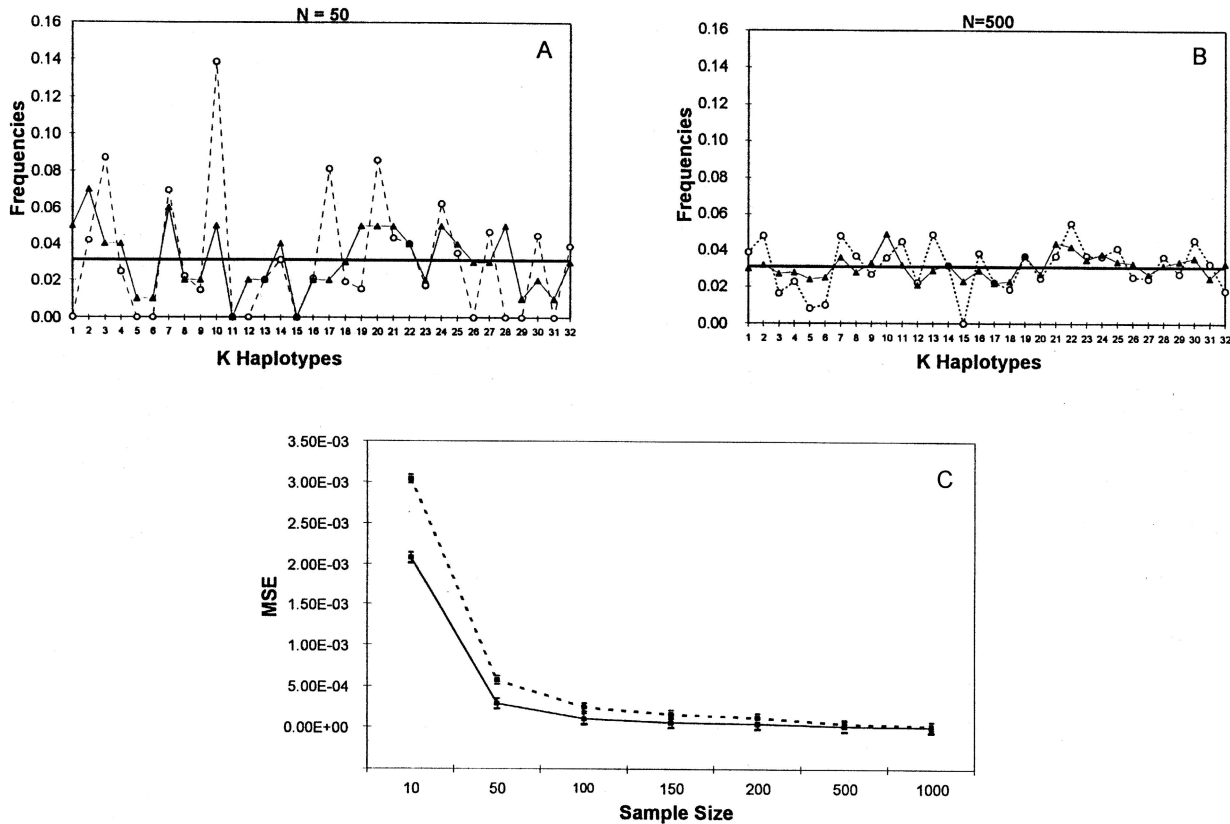 N = 50
A
0.16
0.14
0.12
0.10
0.08
0.06
0.04
0.02
0.00
Frequencies
1 2 3 4 5 6 7 8 9 10 11 12 13 14 15 16 17 18 19 20 21 22 23 24 25 26 27 28 29 30 31 32
K Haplotypes
N=500
B
0.16
0.14
0.12
0.10
0.08
0.06
0.04
0.02
0.00
Frequencies
1 2 3 4 5 6 7 8 9 10 11 12 13 14 15 16 17 18 19 20 21 22 23 24 25 26 27 28 29 30 31 32
K Haplotypes
C
3.50E-03
3.00E-03
2.50E-03
2.00E-03
1.50E-03
1.00E-03
5.00E-04
0.00E+00
MSE
10 50 100 150 200 500 1000
Sample Size